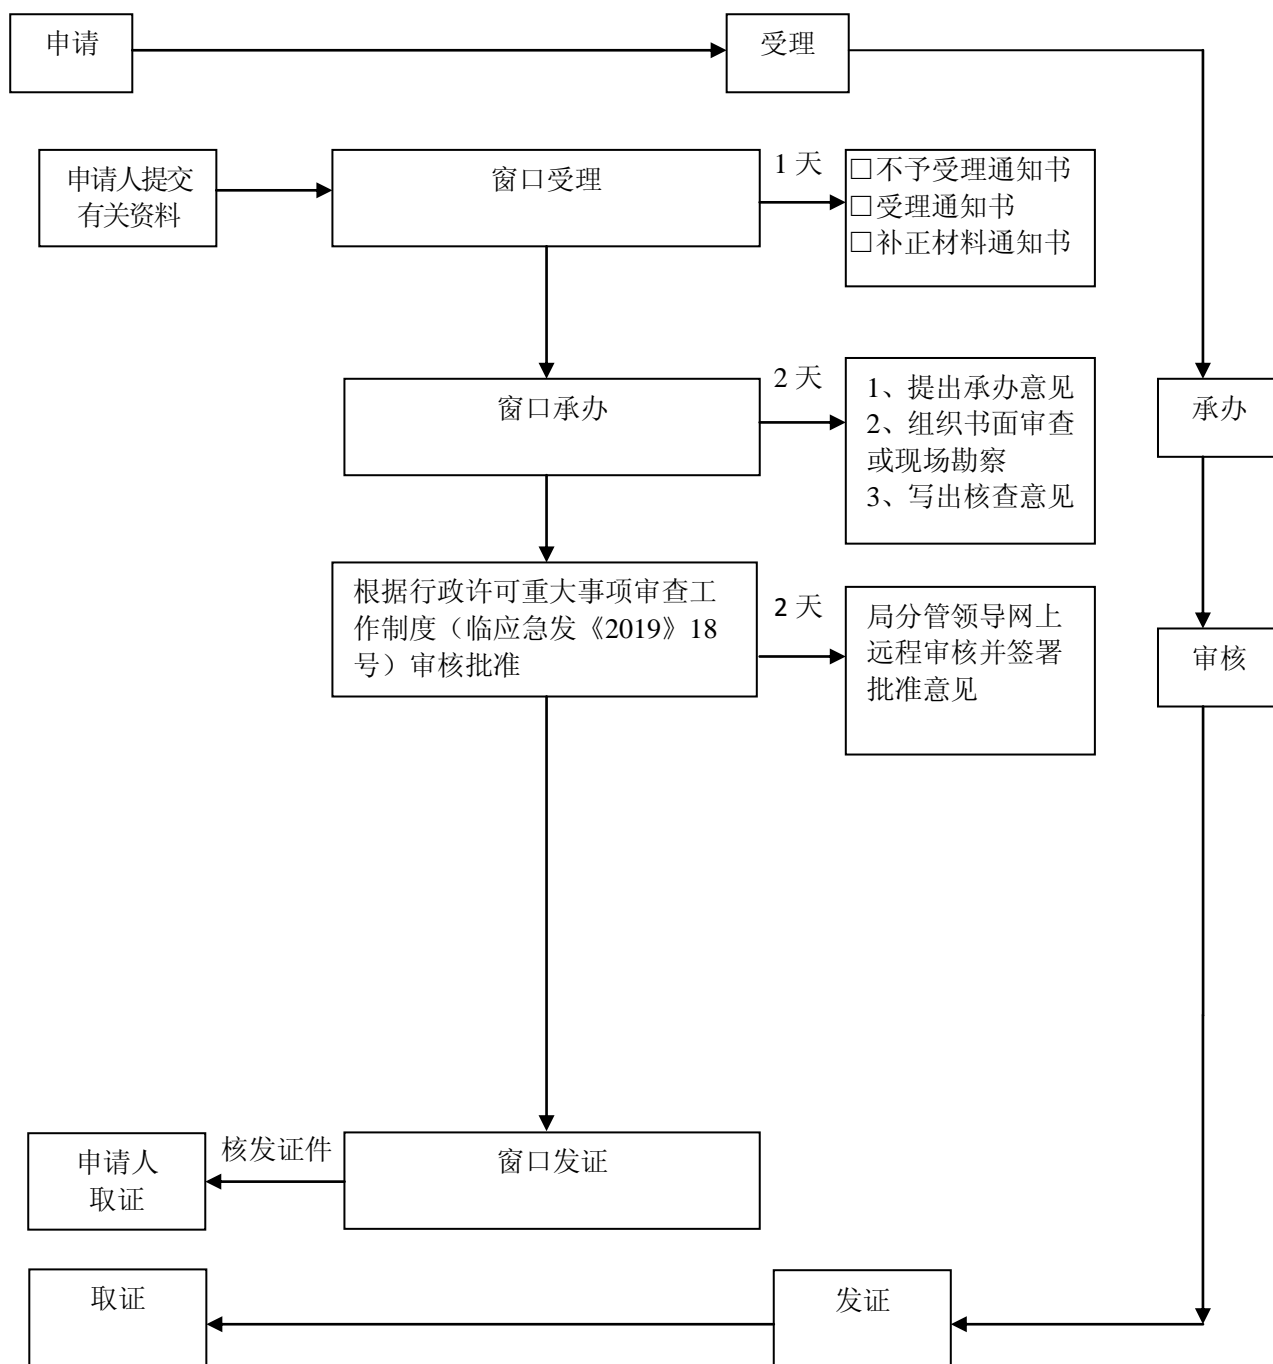 申请
受理
申请人提交
有关资料
窗口受理
1 天
□不予受理通知书
□受理通知书
□补正材料通知书
窗口承办
2 天
1、提出承办意见
2、组织书面审查
或现场勘察
3、写出核查意见
承办
根据行政许可重大事项审查工
作制度（临应急发《2019》18
号）审核批准
2 天
局分管领导网上
远程审核并签署
批准意见
审核
申请人
取证
核发证件
窗口发证
取证
发证